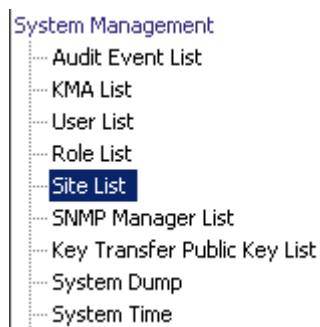 System Management
Audit Event List
KMA List
User List
Role List
Site List
SNMP Manager List
Key Transfer Public Key List
System Dump
System Time